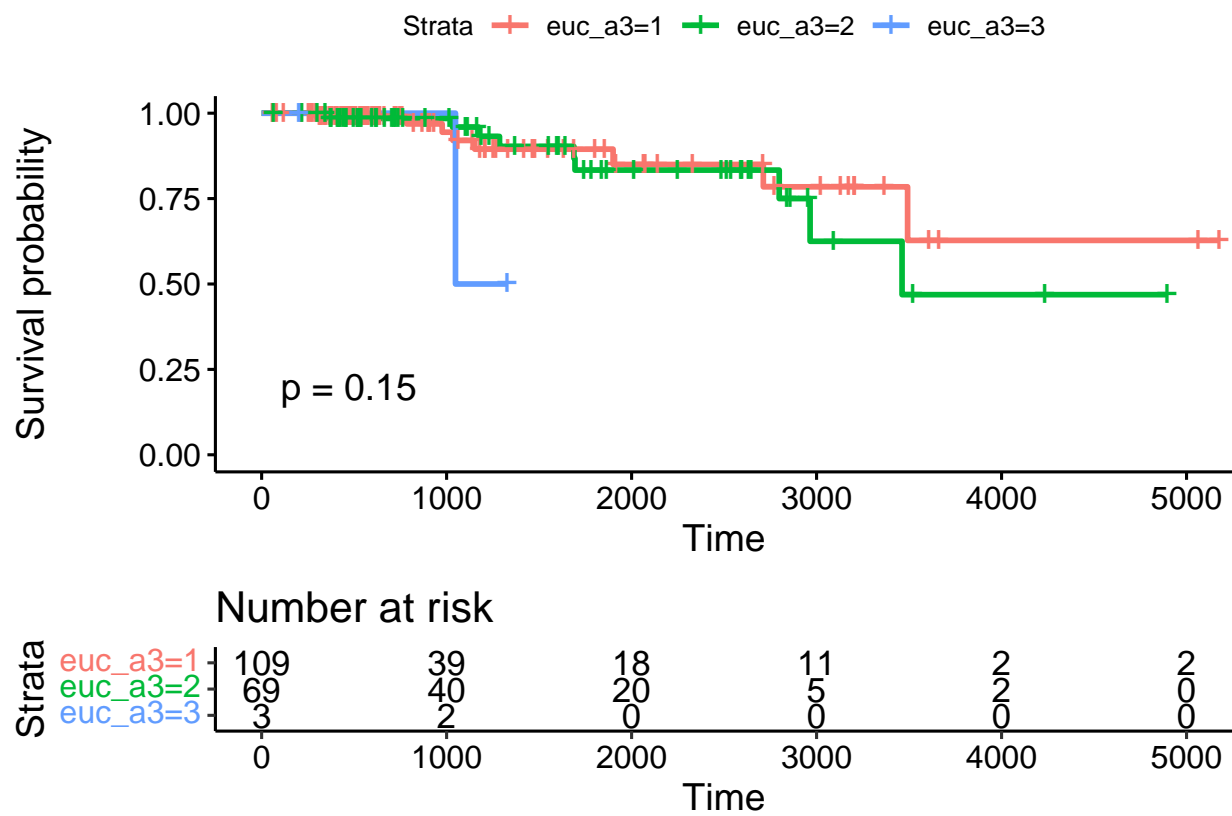 Strata euc_a3=1 euc_a3=2 euc_a3=3
Survival probability
1.00
0.75
0.50
0.25
0.00
p = 0.15
0 1000 2000 3000 4000 5000
Time
Number at risk
Strata
euc_a3=1 109 39 18 11 2 2
euc_a3=2 69 40 20 5 2 0
euc_a3=3 3 2 0 0 0 0
0 1000 2000 3000 4000 5000
Time